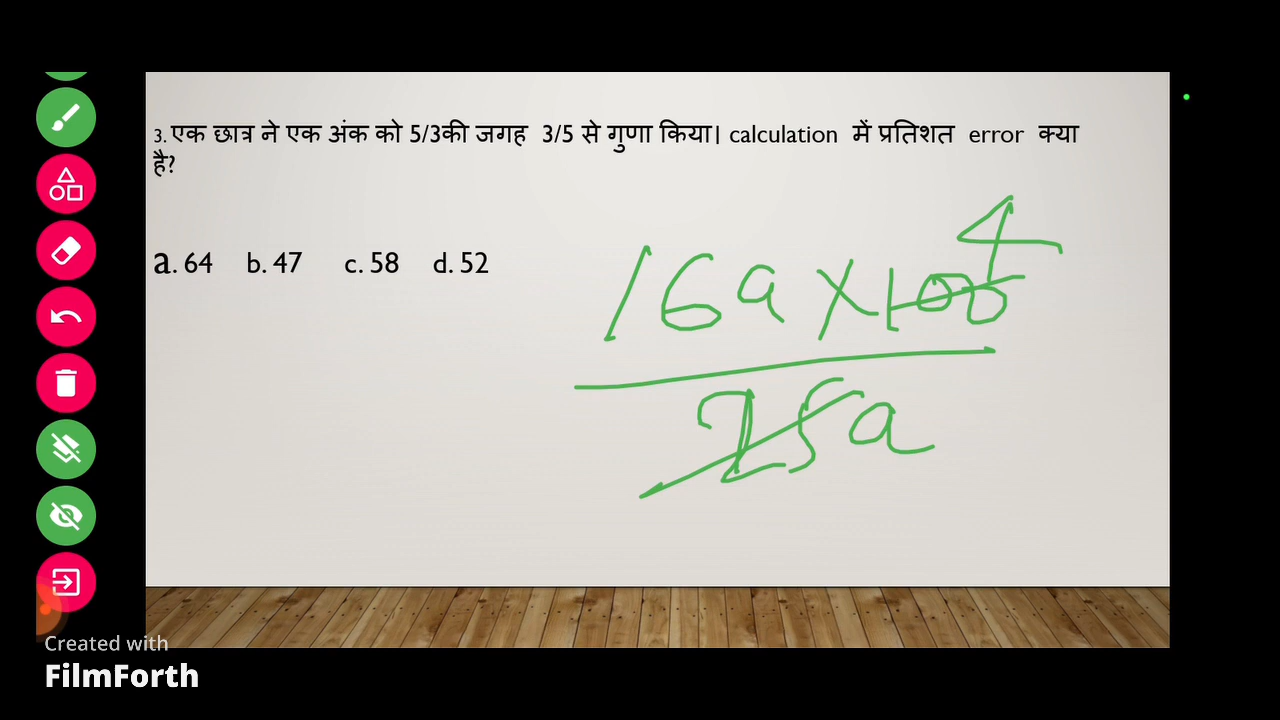 3. एक छात्र ने एक अंक को 5/3की जगह 3/5 से गुणा किया। calculation में प्रतिशत error क्या
है?
a. 64 b. 47 c. 58 d. 52
4
16a X100
25a
Created with
FilmForth